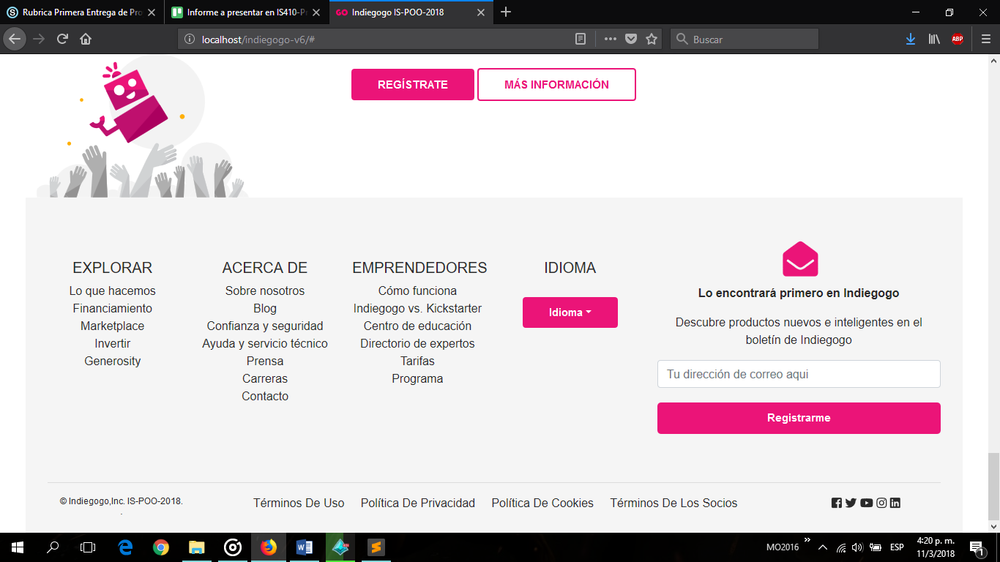 Rubrica Primera Entrega de Pro
Informe a presentar en IS410-P
GO Indiegogo IS-POO-2018
localhost/indiegogo-v6/#
Buscar
ABP
REGÍSTRATE
MÁS INFORMACIÓN
EXPLORAR
Lo que hacemos
Financiamiento
Marketplace
Invertir
Generosity
ACERCA DE
Sobre nosotros
Blog
Confianza y seguridad
Ayuda y servicio técnico
Prensa
Carreras
Contacto
EMPRENDEDORES
Cómo funciona
Indiegogo vs. Kickstarter
Centro de educación
Directorio de expertos
Tarifas
Programa
IDIOMA
Idioma
Lo encontrará primero en Indiegogo
Descubre productos nuevos e inteligentes en el
boletín de Indiegogo
Tu dirección de correo aqui
Registrarme
© Indiegogo,Inc. IS-POO-2018.
Términos De Uso
Política De Privacidad
Política De Cookies
Términos De Los Socios
MO2016
ESP
4:20 p. m.
11/3/2018
1